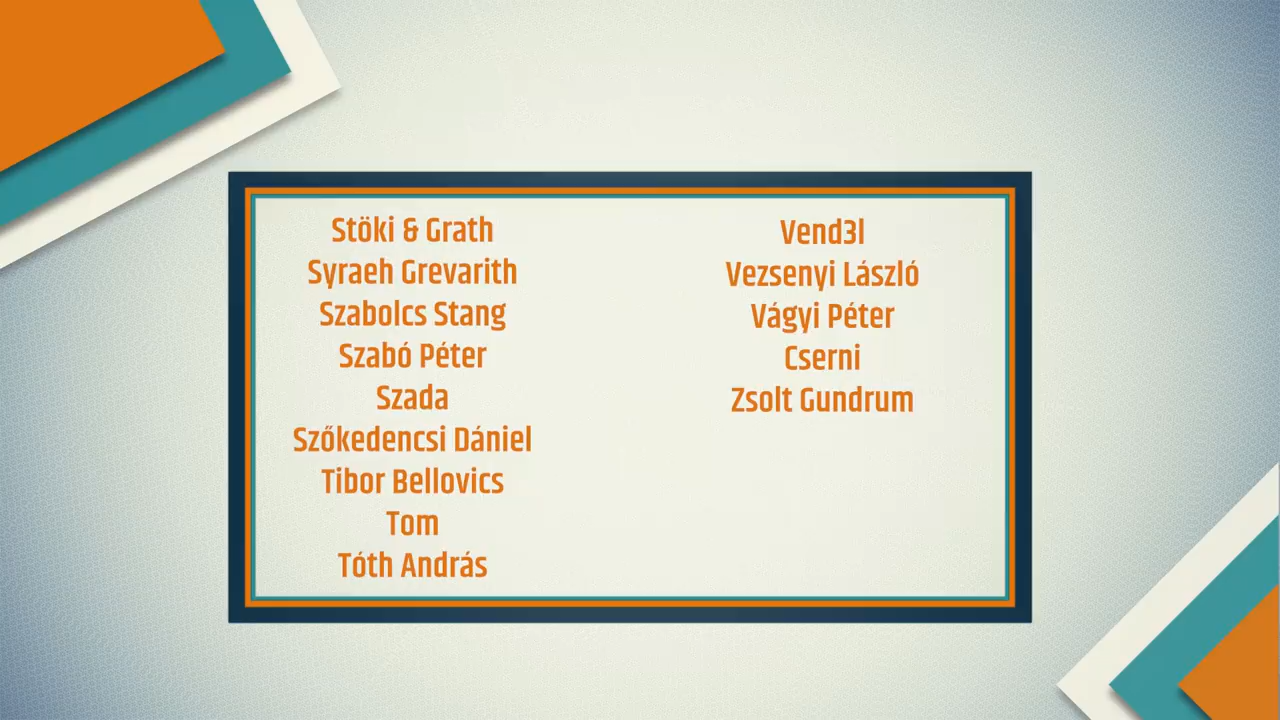 Stöki & Grath
Syraeh Grevarith
Szabolcs Stang
Szabó Péter
Szada
Szőkedencsi Dániel
Tibor Bellovics
Tom
Tóth András
Vend3l
Vezsenyi László
Vágyi Péter
Cserni
Zsolt Gundrum